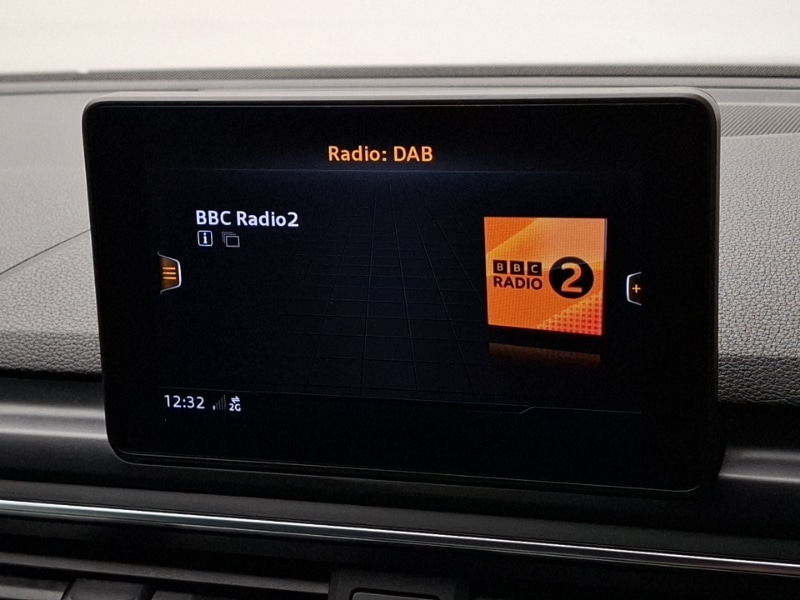 Radio: DAB
BBC Radio2
i
BBC
RADIO 2
+
12:32 2G